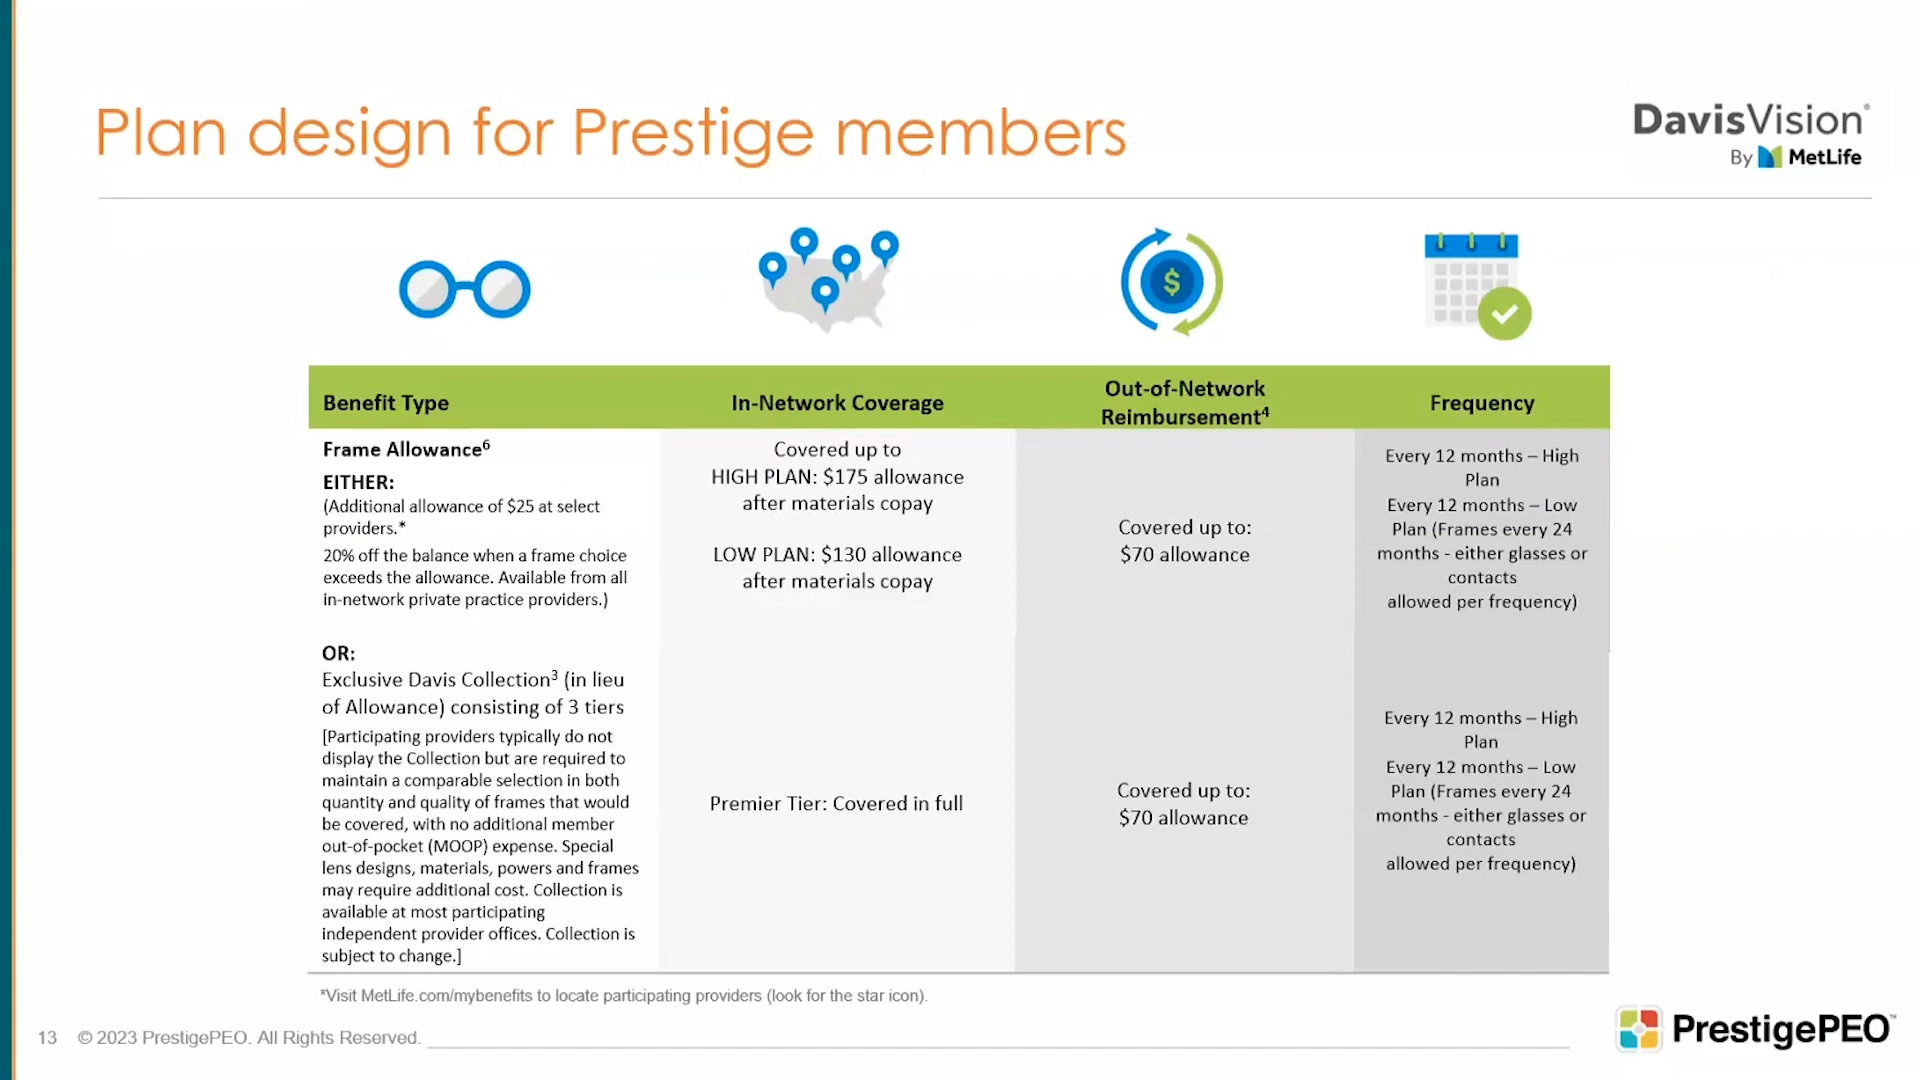 Plan design for Prestige members
DavisVision®
By MetLife
$
Benefit Type
In-Network Coverage
Out-of-Network
Reimbursement4
Frequency
Frame Allowance6
EITHER:
(Additional allowance of $25 at select
providers.*
20% off the balance when a frame choice
exceeds the allowance. Available from all
in-network private practice providers.)
Covered up to
HIGH PLAN: $175 allowance
after materials copay
LOW PLAN: $130 allowance
after materials copay
Covered up to:
$70 allowance
Every 12 months – High
Plan
Every 12 months – Low
Plan (Frames every 24
months - either glasses or
contacts
allowed per frequency)
OR:
Exclusive Davis Collection3 (in lieu
of Allowance) consisting of 3 tiers
[Participating providers typically do not
display the Collection but are required to
maintain a comparable selection in both
quantity and quality of frames that would
be covered, with no additional member
out-of-pocket (MOOP) expense. Special
lens designs, materials, powers and frames
may require additional cost. Collection is
available at most participating
independent provider offices. Collection is
subject to change.]
Premier Tier: Covered in full
Covered up to:
$70 allowance
Every 12 months – High
Plan
Every 12 months – Low
Plan (Frames every 24
months - either glasses or
contacts
allowed per frequency)
*Visit MetLife.com/mybenefits to locate participating providers (look for the star icon).
13 © 2023 PrestigePEO. All Rights Reserved.
PrestigePEO™